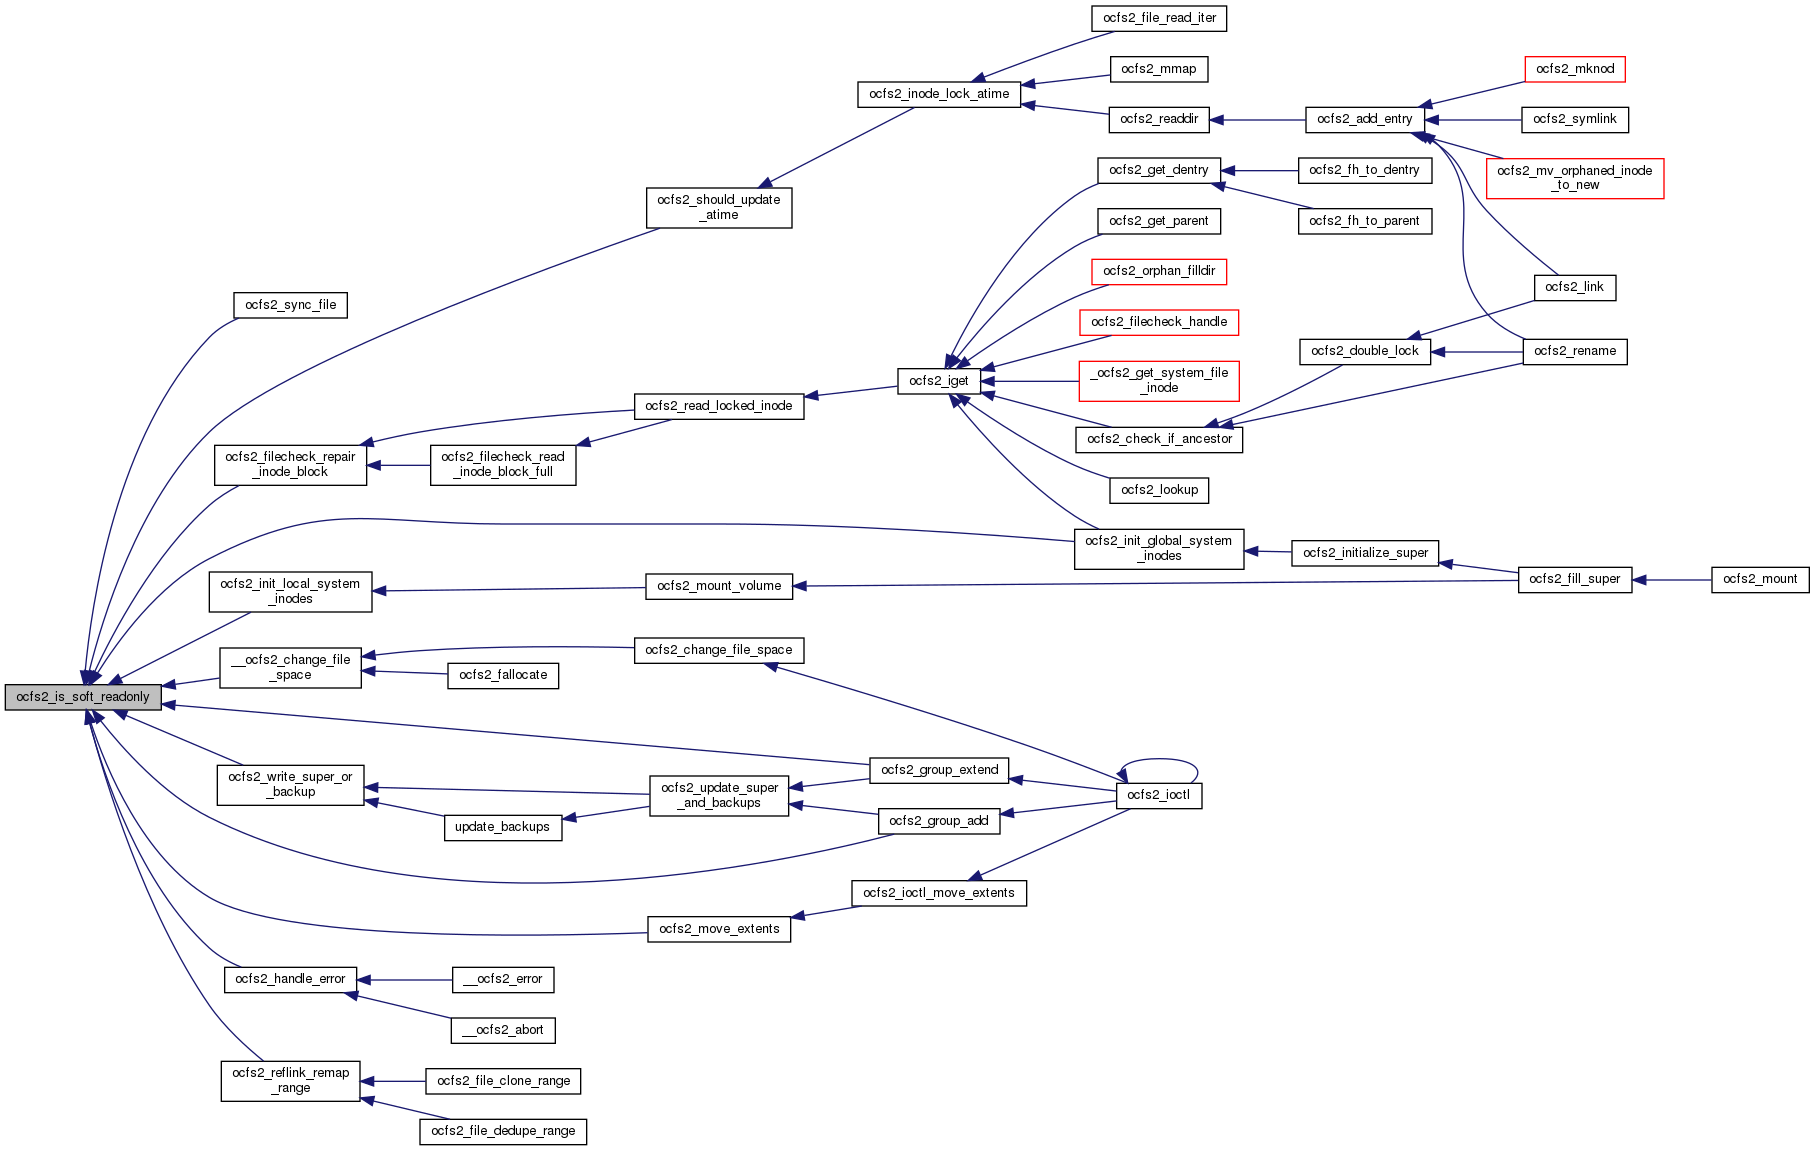 ocfs2_file_read_iter
ocfs2_mmap
ocfs2_mknod
ocfs2_inode_lock_atime
ocfs2_readdir
ocfs2_add_entry
ocfs2_symlink
ocfs2_get_dentry
ocfs2_fh_to_dentry
ocfs2_mv_orphaned_inode
_to_new
ocfs2_should_update
_atime
ocfs2_get_parent
ocfs2_fh_to_parent
ocfs2_orphan_filldir
ocfs2_link
ocfs2_sync_file
ocfs2_filecheck_handle
ocfs2_double_lock
ocfs2_rename
ocfs2_iget
_ocfs2_get_system_file
_inode
ocfs2_read_locked_inode
ocfs2_check_if_ancestor
ocfs2_filecheck_repair
_inode_block
ocfs2_filecheck_read
_inode_block_full
ocfs2_lookup
ocfs2_init_global_system
_inodes
ocfs2_initialize_super
ocfs2_init_local_system
_inodes
ocfs2_mount_volume
ocfs2_fill_super
ocfs2_mount
__ocfs2_change_file
_space
ocfs2_change_file_space
ocfs2_fallocate
ocfs2_is_soft_readonly
ocfs2_write_super_or
_backup
ocfs2_update_super
_and_backups
ocfs2_group_extend
ocfs2_ioctl
update_backups
ocfs2_group_add
ocfs2_ioctl_move_extents
ocfs2_move_extents
ocfs2_handle_error
__ocfs2_error
__ocfs2_abort
ocfs2_reflink_remap
_range
ocfs2_file_clone_range
ocfs2_file_dedupe_range